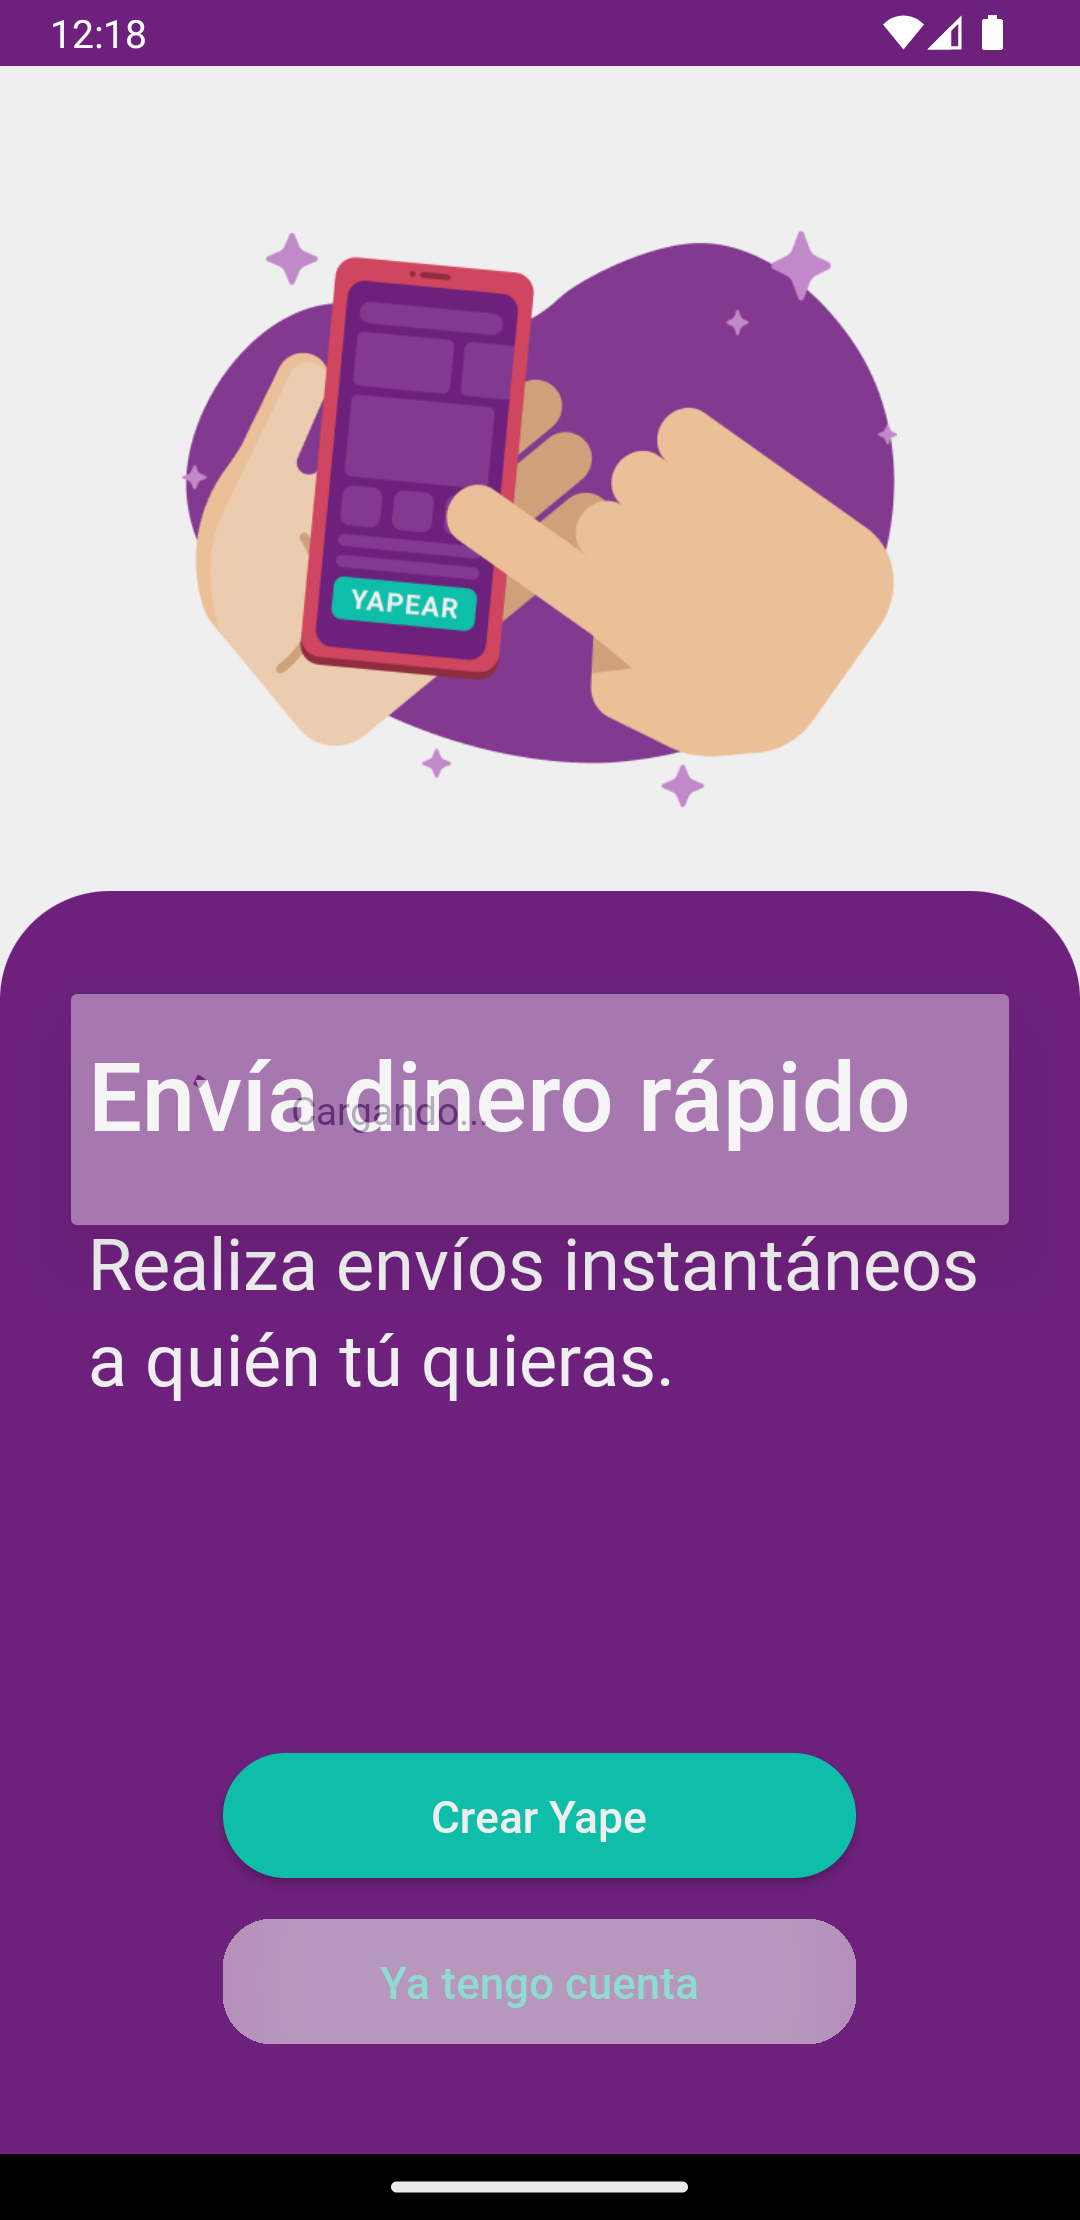 12:18
YAPEAR
Envía dinero rápido
Cargando...
Realiza envíos instantáneos
a quién tú quieras.
Crear Yape
Ya tengo cuenta